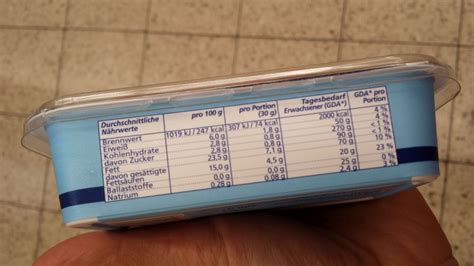 Durchschnittliche Nährwerte pro 100 g pro Portion (30 g) Tagesbedarf Erwachsener (GDA*) GDA* pro Portion
Brennwert 1019 kJ / 247 kcal 307 kJ / 74 kcal 2000 kcal 4 %
Eiweiß 6,0 g 1,8 g 50 g 4 %
Kohlenhydrate 2,8 g 0,8 g 270 g <1 %
davon Zucker 2,8 g 0,8 g 90 g <1 %
Fett 23,5 g 7,1 g 70 g 10 %
davon gesättigte
Fettsäuren 15,0 g 4,5 g 20 g 23 %
Ballaststoffe 0,0 g 0,0 g 25 g 0 %
Natrium 0,28 g 0,08 g 2,4 g